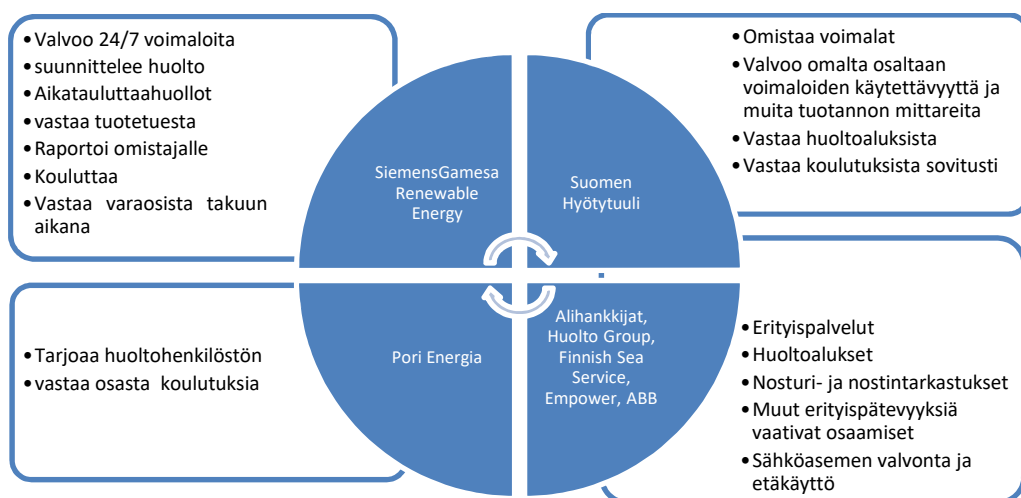 •Valvoo 24/7 voimaloita
•suunnittelee huolto
•Aikatauluttaahuollot
•vastaa tuotetuesta
•Raportoi omistajalle
•Kouluttaa
•Vastaa varaosista takuun
aikana
SiemensGamesa
Renewable
Energy
Suomen
Hyötytuuli
•Omistaa voimalat
•Valvoo omalta osaltaan
voimaloiden käytettävyyttä ja
muita tuotannon mittareita
•Vastaa huoltoaluksista
•Vastaa koulutuksista sovitusti
•Tarjoaa huoltohenkilöstön
•vastaa osasta koulutuksia
Pori Energia
Alihankkijat,
Huolto Group,
Finnish Sea
Service,
Empower, ABB
•Erityispalvelut
•Huoltoalukset
•Nosturi- ja nostintarkastukset
•Muut erityispätevyyksiä
vaativat osaamiset
•Sähköasemen valvonta ja
etäkäyttö